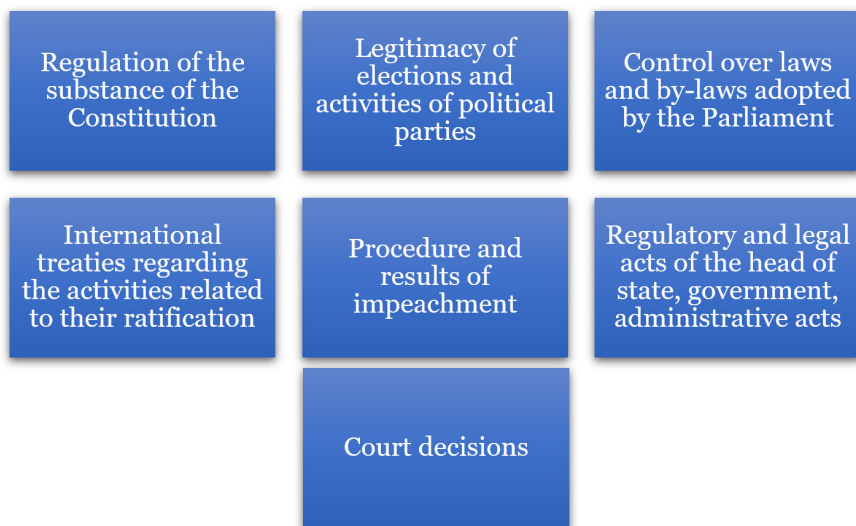 Regulation of the
substance of the
Constitution
Legitimacy of
elections and
activities of political
parties
Control over laws
and by-laws adopted
by the Parliament
International
treaties regarding
the activities related
to their ratification
Procedure and
results of
impeachment
Regulatory and legal
acts of the head of
state, government,
administrative acts
Court decisions